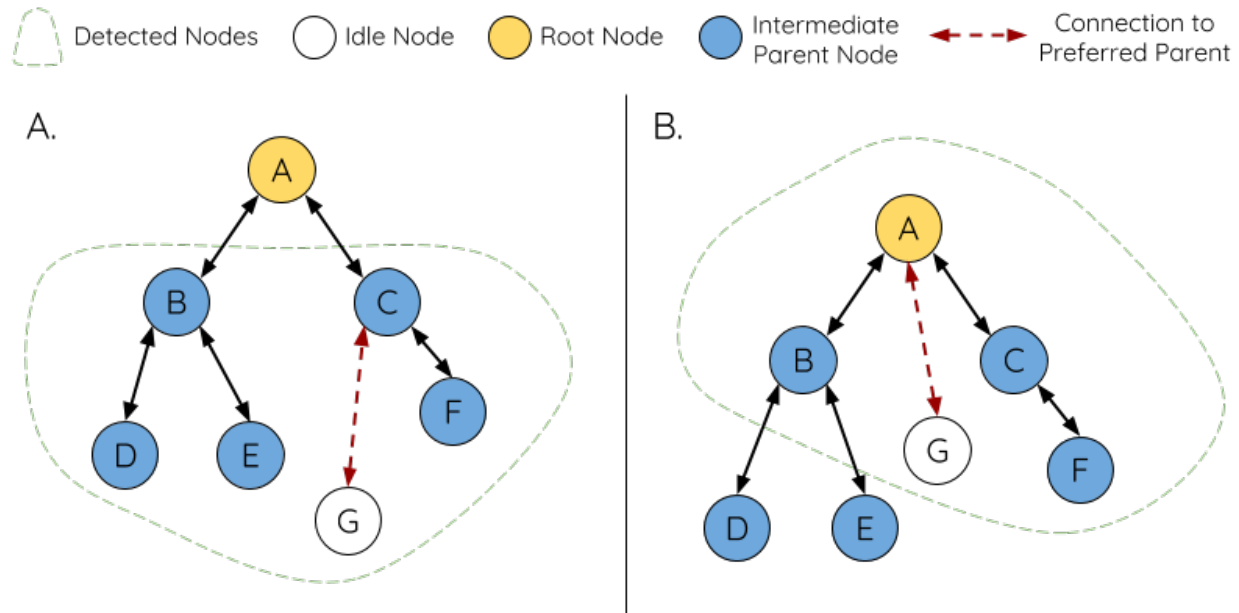 Detected Nodes
Idle Node
Root Node
Intermediate
Parent Node
Connection to
Preferred Parent
A.
A
B
C
D
E
F
G
B.
A
B
C
G
F
D
E